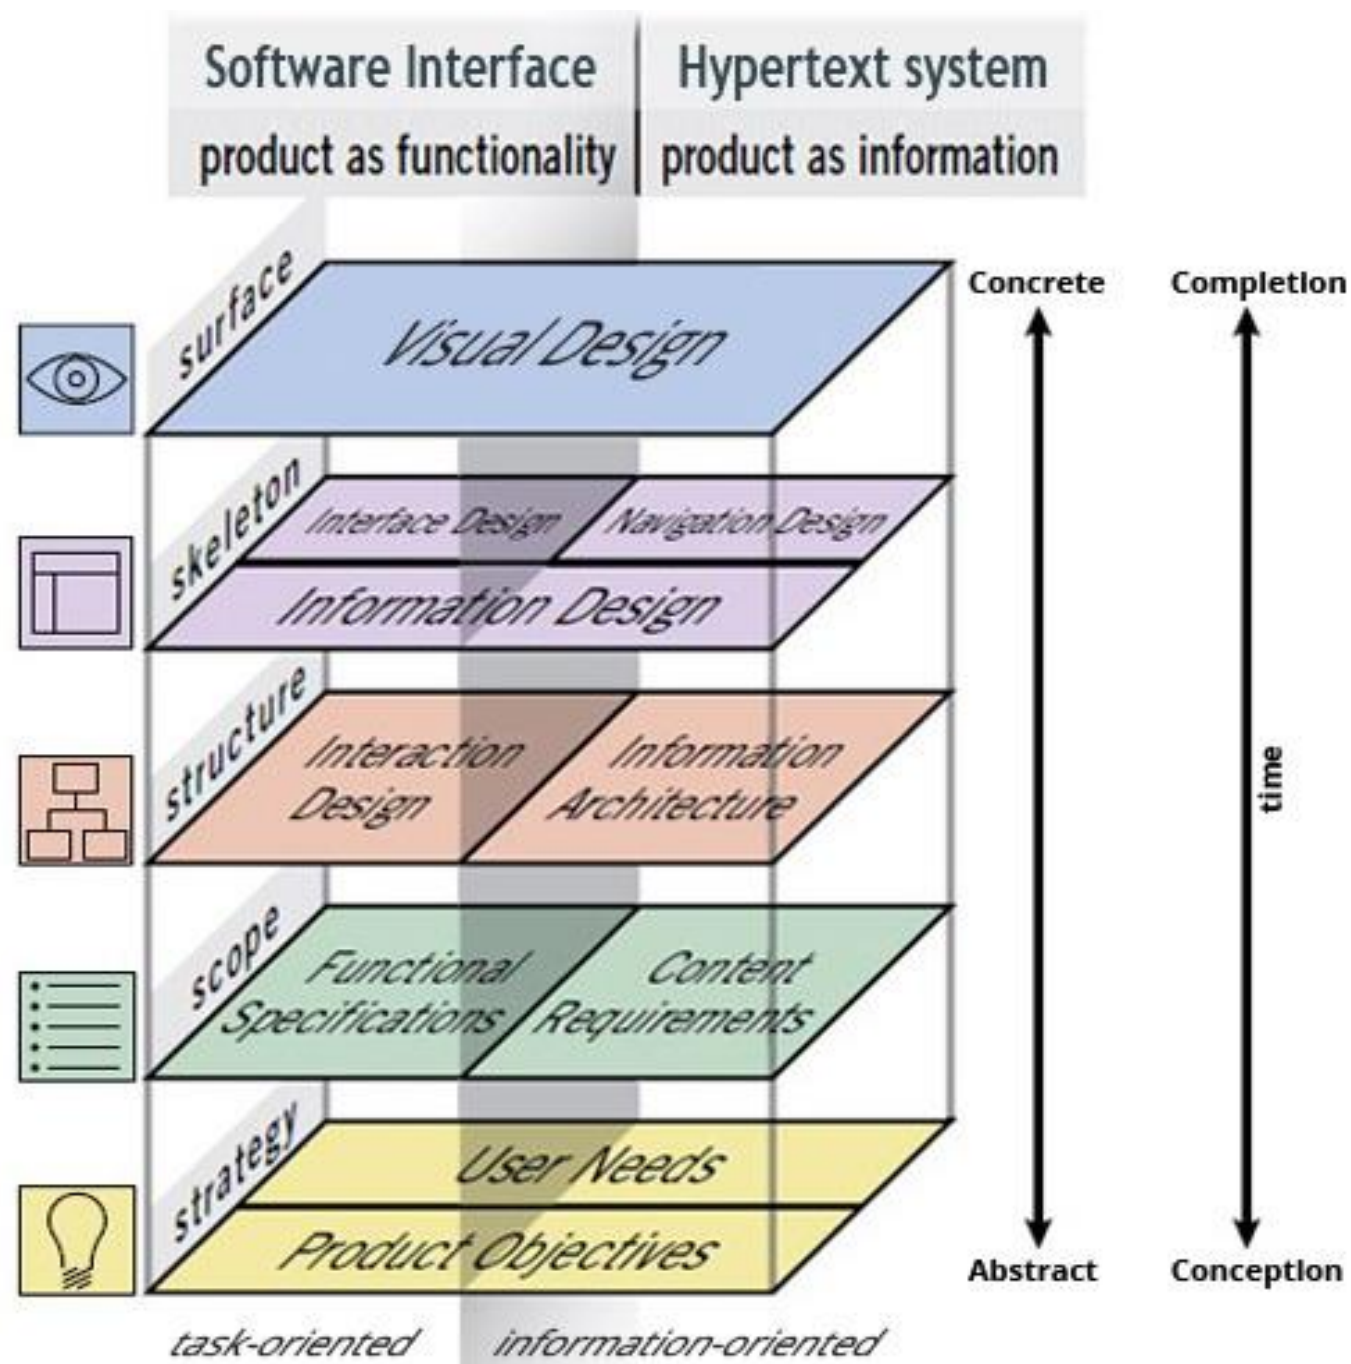 Software Interface
Hypertext system
product as functionality
product as information
surface
Visual Design
Concrete
Completion
skeleton
Interface Design
Navigation Design
Information Design
structure
Interaction
Design
Information
Architecture
time
scope
Functional
Specifications
Content
Requirements
strategy
User Needs
Product Objectives
Abstract
Conception
task-oriented
information-oriented